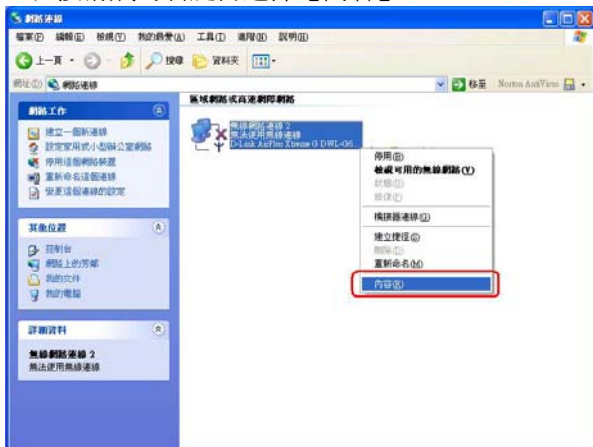 網路連線
檔案(F) 編輯(E) 檢視(V) 我的最愛(A) 工具(T) 進階(N) 說明(H)
上一頁 搜尋 資料夾
網址(D) 網路連線 移至 Norton AntiVirus
網路工作
建立一個新連線
設定家用或小型辦公室網路
停用這個網路裝置
重新命名這個連線
變更這個連線的設定
其他位置
控制台
網路上的芳鄰
我的文件
我的電腦
詳細資料
無線網路連線 2
無法使用無線連線
區域網路或高速網際網路
無線網路連線 2
無法使用無線連線
D-Link AirPlus Xtreme G DWL-G6
停用(B)
檢視可用的無線網路(V)
狀態(U)
修復(P)
橋接器連線(G)
建立捷徑(S)
刪除(D)
重新命名(M)
內容(R)